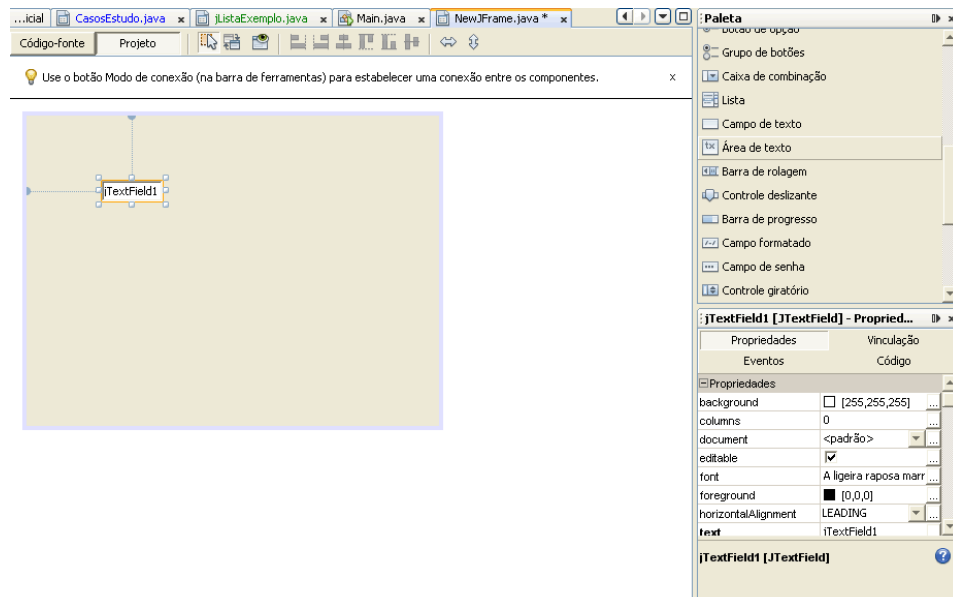 ...icial CasosEstudo.java x jListaExemplo.java x Main.java x NewJFrame.java * x
Código-fonte Projeto
Use o botão Modo de conexão (na barra de ferramentas) para estabelecer uma conexão entre os componentes. x
jTextField1
Paleta
Botão de opção
Grupo de botões
Caixa de combinação
Lista
Campo de texto
Área de texto
Barra de rolagem
Controle deslizante
Barra de progresso
Campo formatado
Campo de senha
Controle giratório
jTextField1 [JTextField] - Propried...
Propriedades Vinculação
Eventos Código
Propriedades
background [255,255,255] ...
columns 0 ...
document <padrão> ...
editable ...
font A ligeira raposa marr ...
foreground [0,0,0] ...
horizontalAlignment LEADING ...
text jTextField1
jTextField1 [JTextField]